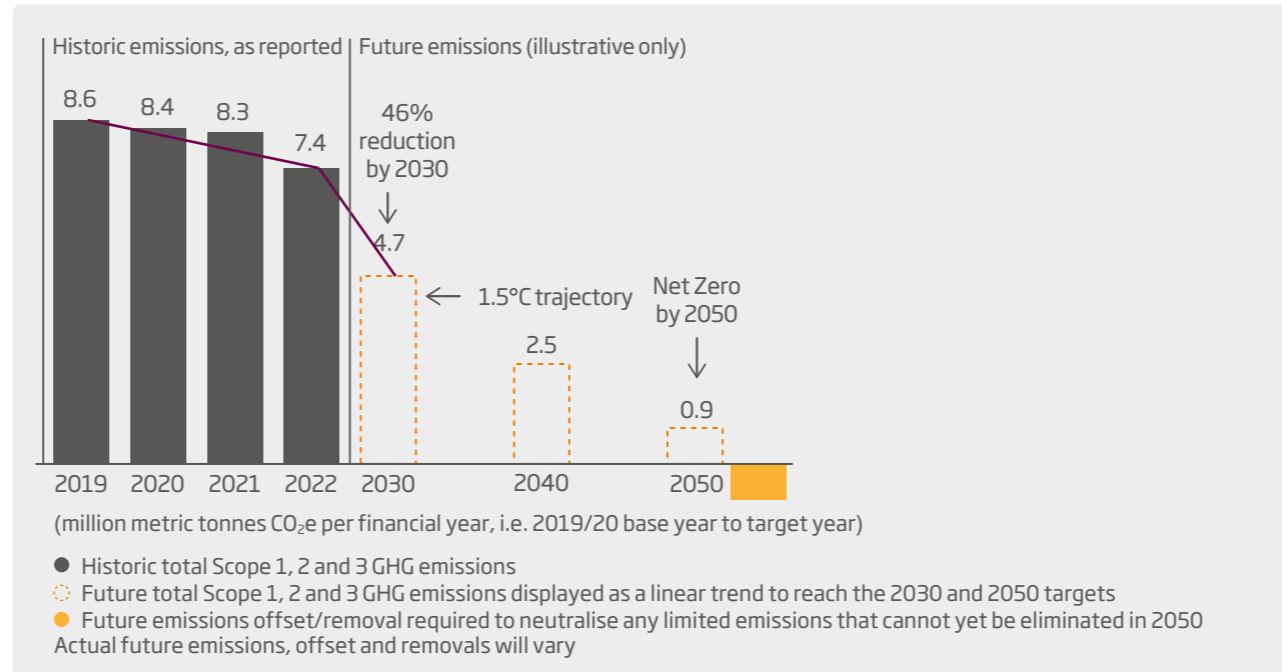 Historic emissions, as reported
Future emissions (illustrative only)
8.6
8.4
8.3
7.4
46%
reduction
by 2030
4.7
1.5°C trajectory
Net Zero
by 2050
2.5
0.9
2019 2020 2021 2022 2030 2040 2050
(million metric tonnes CO₂e per financial year, i.e. 2019/20 base year to target year)
Historic total Scope 1, 2 and 3 GHG emissions
Future total Scope 1, 2 and 3 GHG emissions displayed as a linear trend to reach the 2030 and 2050 targets
Future emissions offset/removal required to neutralise any limited emissions that cannot yet be eliminated in 2050
Actual future emissions, offset and removals will vary